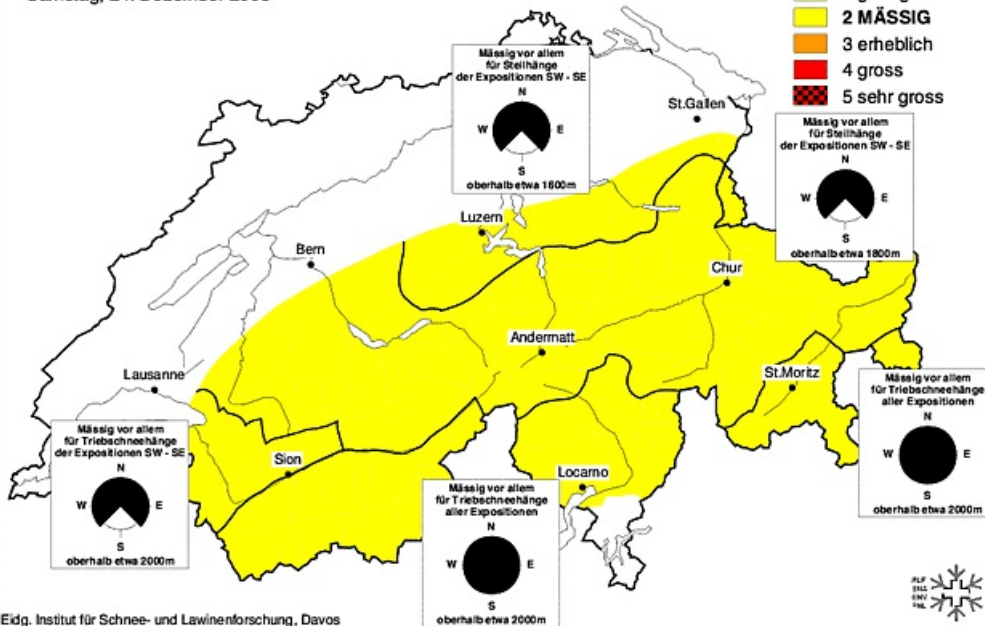 2 MÄSSIG
3 erheblich
4 gross
5 sehr gross
Mässig vor allem
für Steilhänge
der Expositionen SW - SE
N
W
E
S
oberhalb etwa 1600m
St.Gallen
Mässig vor allem
für Steilhänge
der Expositionen SW - SE
N
W
E
S
oberhalb etwa 1800m
Luzern
Bern
Chur
Andermatt
Lausanne
St.Moritz
Mässig vor allem
für Triebschneehänge
aller Expositionen
N
W
E
S
oberhalb etwa 2000m
Mässig vor allem
für Triebschneehänge
der Expositionen SW - SE
N
W
E
S
oberhalb etwa 2000m
Sion
Locarno
Mässig vor allem
für Triebschneehänge
aller Expositionen
N
W
E
S
oberhalb etwa 2000m
SLF
ENA
ENV
SNL
Eidg. Institut für Schnee- und Lawinenforschung, Davos